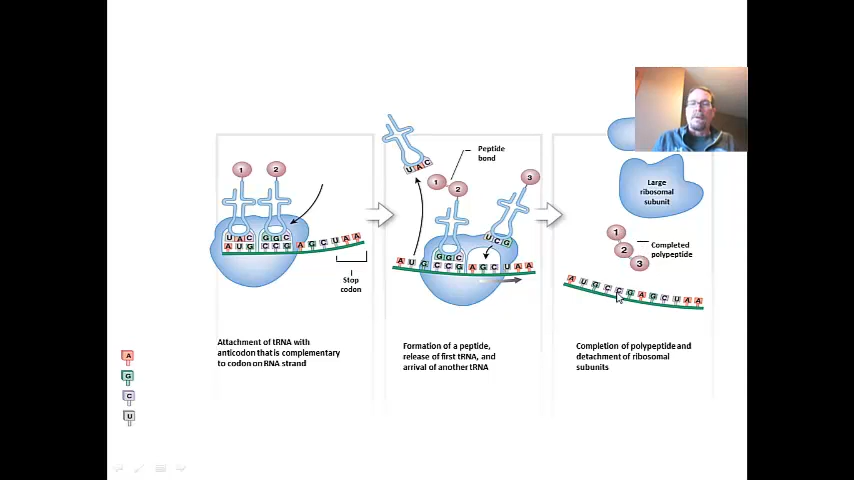 1 2
U A C G G C
A U G C C G A G C U A A
Stop
codon
Attachment of tRNA with
anticodon that is complementary
to codon on RNA strand
U A C
Peptide
bond
1 2
3
U C G
G G C
A U G C C G A G C U A A
Formation of a peptide,
release of first tRNA, and
arrival of another tRNA
Large
ribosomal
subunit
1
2
3
Completed
polypeptide
A U G C C G A G C U A A
Completion of polypeptide and
detachment of ribosomal
subunits
A
G
C
U